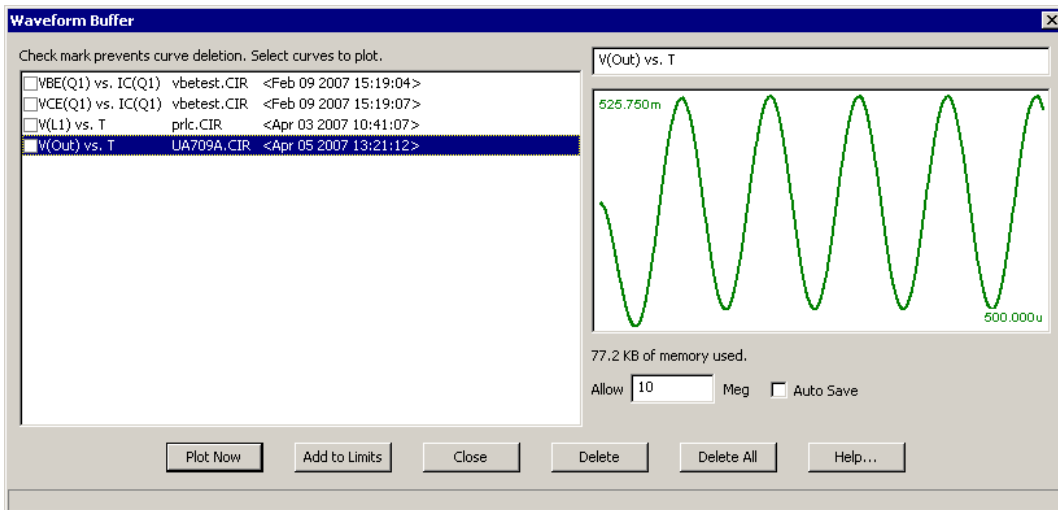 Waveform Buffer
Check mark prevents curve deletion. Select curves to plot.
VBE(Q1) vs. IC(Q1) vbetest.CIR <Feb 09 2007 15:19:04>
VCE(Q1) vs. IC(Q1) vbetest.CIR <Feb 09 2007 15:19:07>
V(L1) vs. T prlc.CIR <Apr 03 2007 10:41:07>
V(Out) vs. T UA709A.CIR <Apr 05 2007 13:21:12>
V(Out) vs. T
525.750m
500.000u
77.2 KB of memory used.
Allow 10 Meg Auto Save
Plot Now Add to Limits Close Delete Delete All Help...